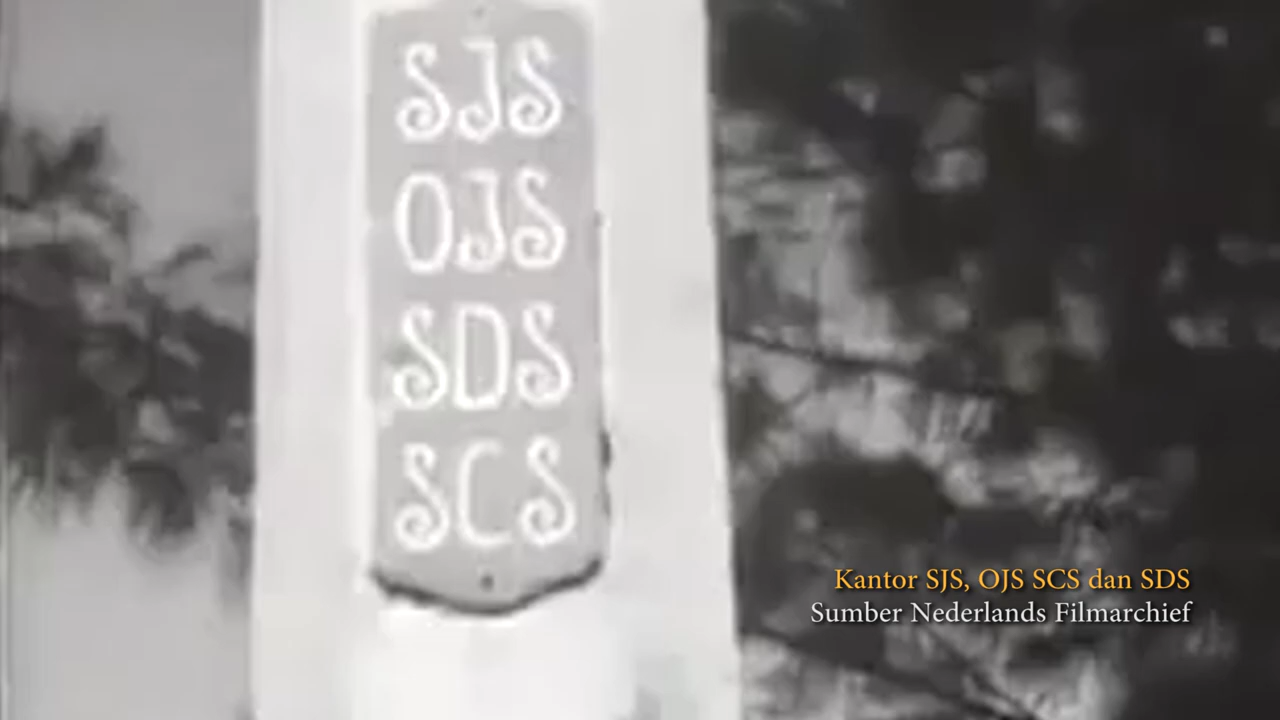 SJS
OJS
SDS
SCS
Kantor SJS, OJS SCS dan SDS
Sumber Nederlands Filmarchief